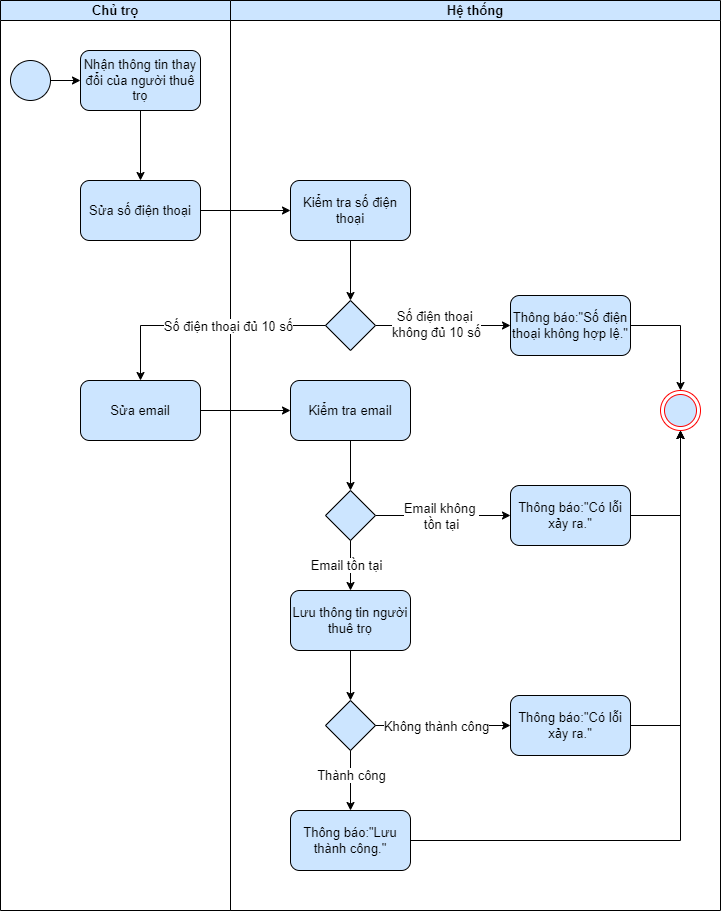 Chủ trọ
Hệ thống
Nhận thông tin thay
đổi của người thuê
trọ
Sửa số điện thoại
Kiểm tra số điện
thoại
Số điện thoại đủ 10 số
Số điện thoại
không đủ 10 số
Thông báo:"Số điện
thoại không hợp lệ."
Sửa email
Kiểm tra email
Email không
tồn tại
Thông báo:"Có lỗi
xảy ra."
Email tồn tại
Lưu thông tin người
thuê trọ
Không thành công
Thông báo:"Có lỗi
xảy ra."
Thành công
Thông báo:"Lưu
thành công."